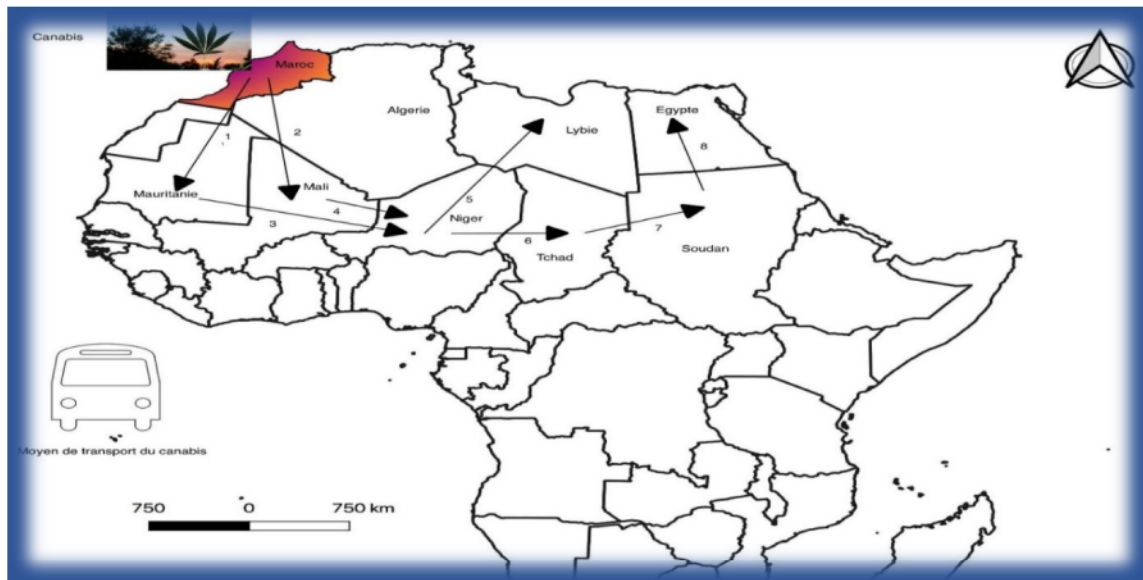 Canabis
Maroc
Algerie
Lybie
Egypte
1
2
8
Mauritanie
Mali
5
4
Niger
3
6
7
Tchad
Soudan
Moyen de transport du canabis
750 0 750 km